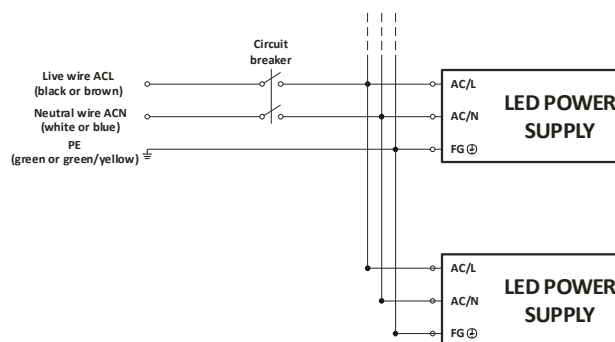 Circuit
breaker
Live wire ACL
(black or brown)
Neutral wire ACN
(white or blue)
PE
(green or green/yellow)
AC/L
AC/N
FG
LED POWER
SUPPLY
AC/L
AC/N
FG
LED POWER
SUPPLY